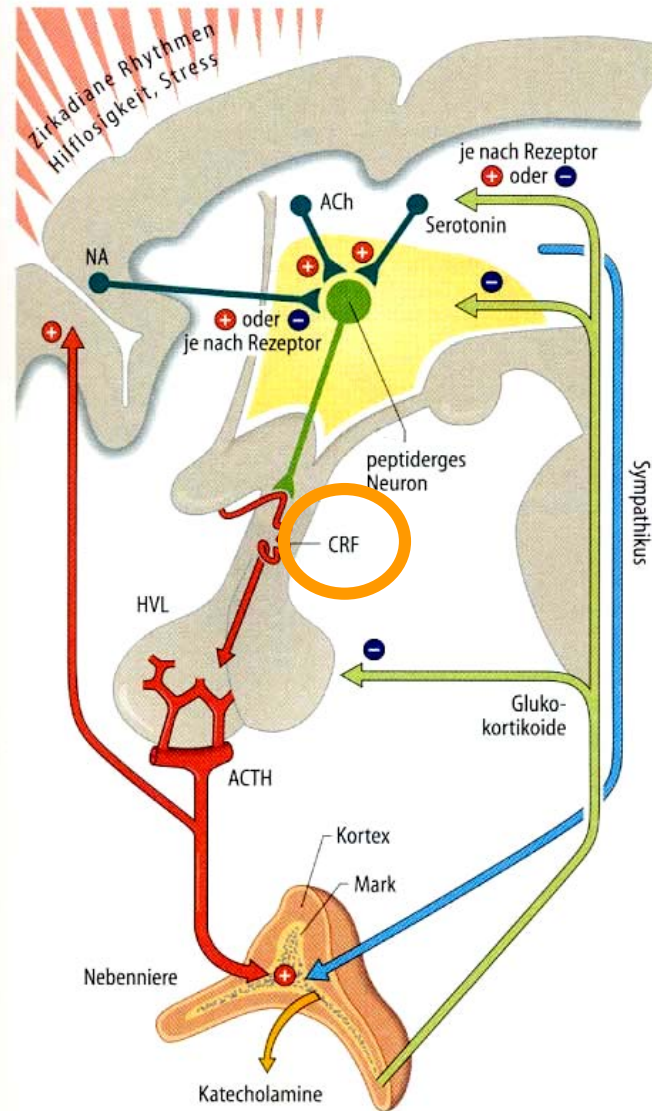 Zirkadiane Rhythmen
Hilflosigkeit, Stress
je nach Rezeptor
+ oder −
ACh
Serotonin
NA
+
+
−
+
+ oder −
je nach Rezeptor
peptiderges
Neuron
Sympathikus
CRF
HVL
−
Gluko-
kortikoide
ACTH
Kortex
Mark
Nebenniere
+
Katecholamine